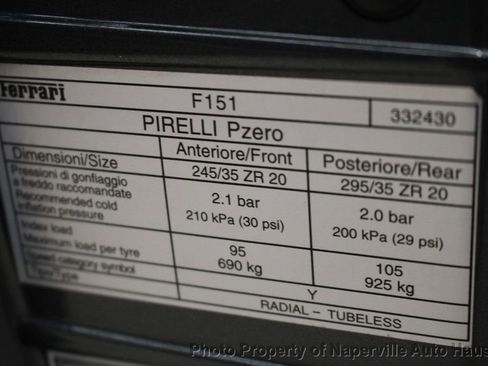 Ferrari
F151
332430
PIRELLI Pzero
Dimensioni/Size
Anteriore/Front
Posteriore/Rear
245/35 ZR 20
295/35 ZR 20
Pressioni di gonfiaggio
a freddo raccomandate
Recommended cold
inflation pressure
2.1 bar
210 kPa (30 psi)
2.0 bar
200 kPa (29 psi)
Index load
Maximum load per tyre
95
690 kg
105
925 kg
Speed category symbol
Y
Tipo/Type
RADIAL - TUBELESS
Photo Property of Naperville Auto Haus